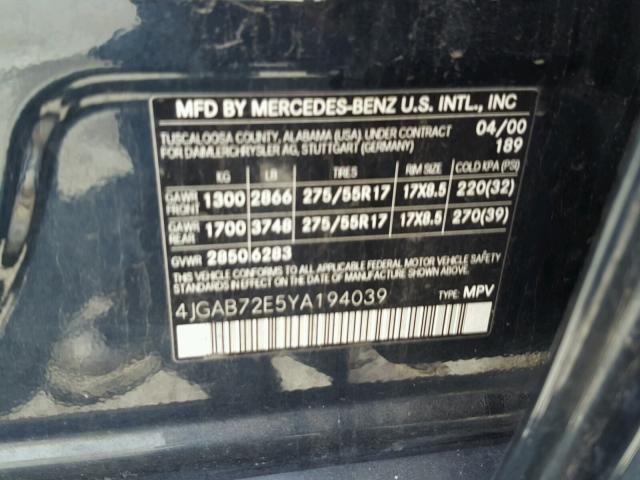 MFD BY MERCEDES-BENZ U.S. INTL., INC
TUSCALOOSA COUNTY, ALABAMA (USA) UNDER CONTRACT 04/00
FOR DAIMLERCHRYSLER AG, STUTTGART (GERMANY) 189
KG LB TIRES RIM SIZE COLD KPA (PSI)
GAWR FRONT 1300 2866 275/55R17 17X8.5 220(32)
GAWR REAR 1700 3748 275/55R17 17X8.5 270(39)
GVWR 2850 6283
THIS VEHICLE CONFORMS TO ALL APPLICABLE FEDERAL MOTOR VEHICLE SAFETY
STANDARDS IN EFFECT ON THE DATE OF MANUFACTURE SHOWN ABOVE.
4JGAB72E5YA194039 TYPE: MPV